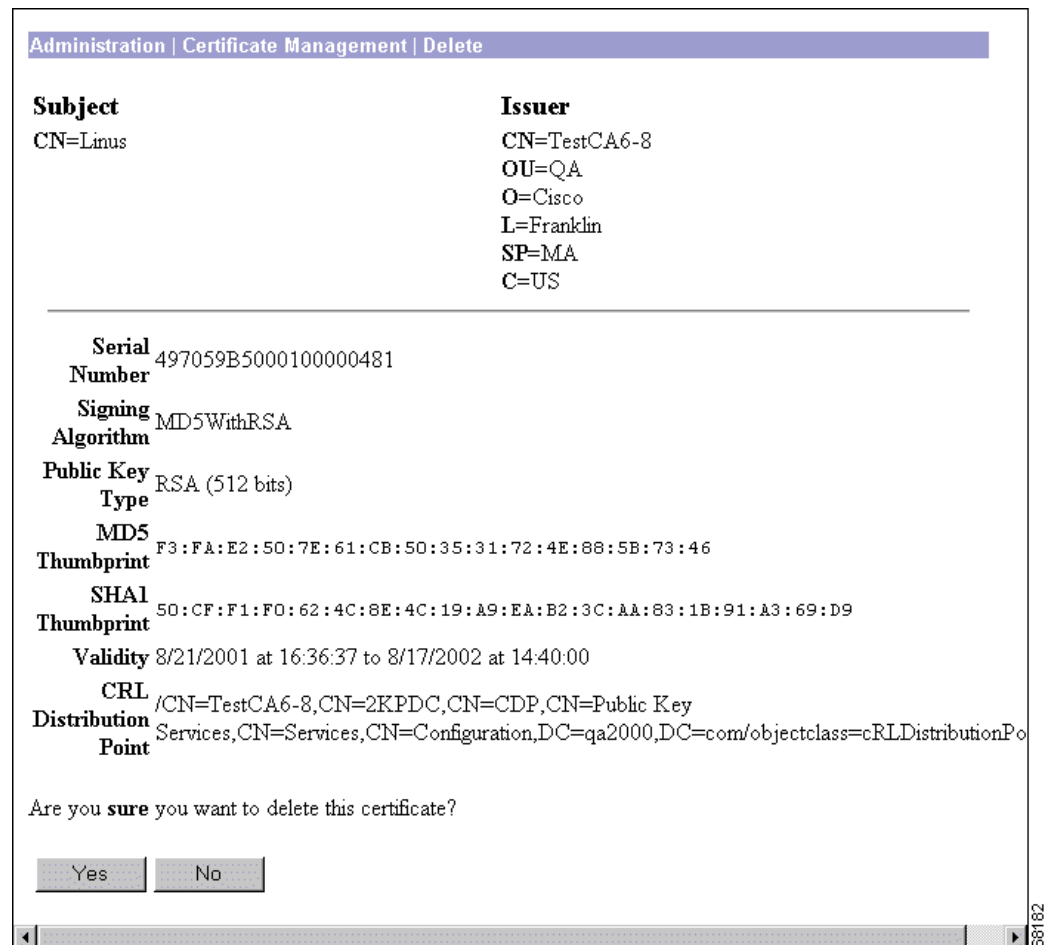 Administration | Certificate Management | Delete
Subject
CN=Linus
Issuer
CN=TestCA6-8
OU=QA
O=Cisco
L=Franklin
SP=MA
C=US
Serial Number 497059B5000100000481
Signing Algorithm MD5WithRSA
Public Key Type RSA (512 bits)
MD5 Thumbprint F3:FA:E2:50:7E:61:CB:50:35:31:72:4E:88:5B:73:46
SHA1 Thumbprint 50:CF:F1:F0:62:4C:8E:4C:19:A9:EA:B2:3C:AA:83:1B:91:A3:69:D9
Validity 8/21/2001 at 16:36:37 to 8/17/2002 at 14:40:00
CRL Distribution Point /CN=TestCA6-8,CN=2KPDC,CN=CDP,CN=Public Key
Services,CN=Services,CN=Configuration,DC=qa2000,DC=com/objectclass=cRLDistributionPo
Are you sure you want to delete this certificate?
Yes No
68182